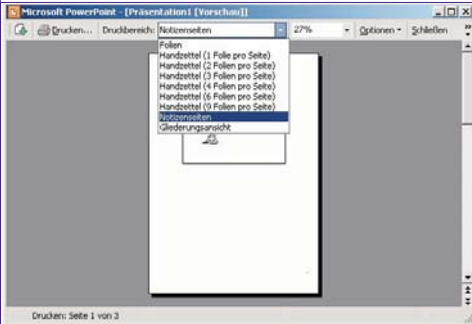 Microsoft PowerPoint - [Präsentation1 [Vorschau]]
Drucken... Druckbereich: Notizenseiten 27% Optionen Schließen
Folien
Handzettel (1 Folie pro Seite)
Handzettel (2 Folien pro Seite)
Handzettel (3 Folien pro Seite)
Handzettel (4 Folien pro Seite)
Handzettel (6 Folien pro Seite)
Handzettel (9 Folien pro Seite)
Notizenseiten
Gliederungsansicht
Drucken: Seite 1 von 3